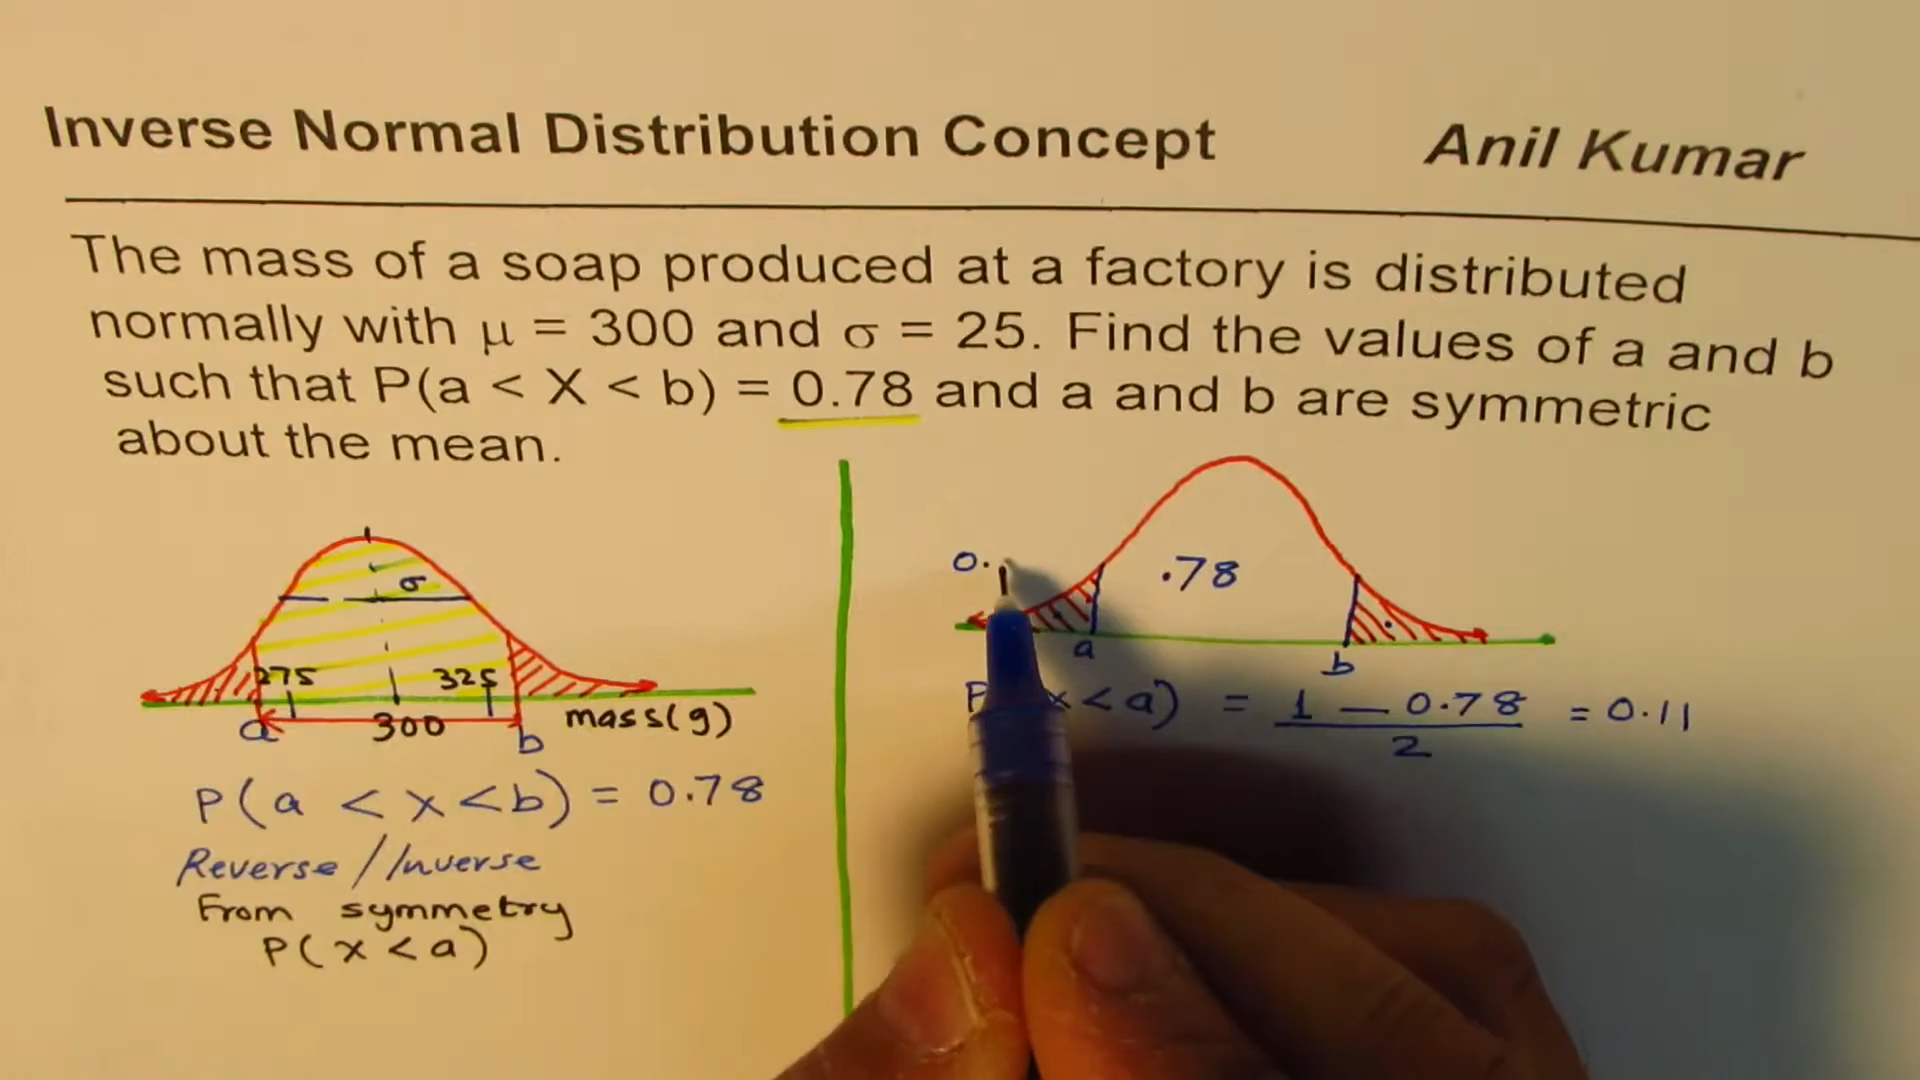 Inverse Normal Distribution Concept
Anil Kumar
The mass of a soap produced at a factory is distributed
normally with μ = 300 and σ = 25. Find the values of a and b
such that P(a < X < b) = 0.78 and a and b are symmetric
about the mean.
σ
275
325
a
300
b
mass(g)
P(a < x < b) = 0.78
Reverse / Inverse
From symmetry
P(x < a)
0.1
.78
a
b
P(x < a) = 1 - 0.78 / 2 = 0.11